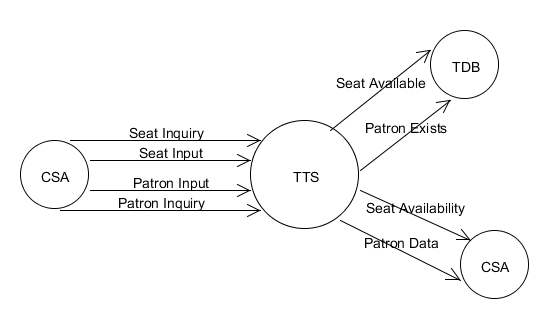 TDB
Seat Available
Patron Exists
Seat Inquiry
Seat Input
CSA
TTS
Patron Input
Patron Inquiry
Seat Availability
Patron Data
CSA